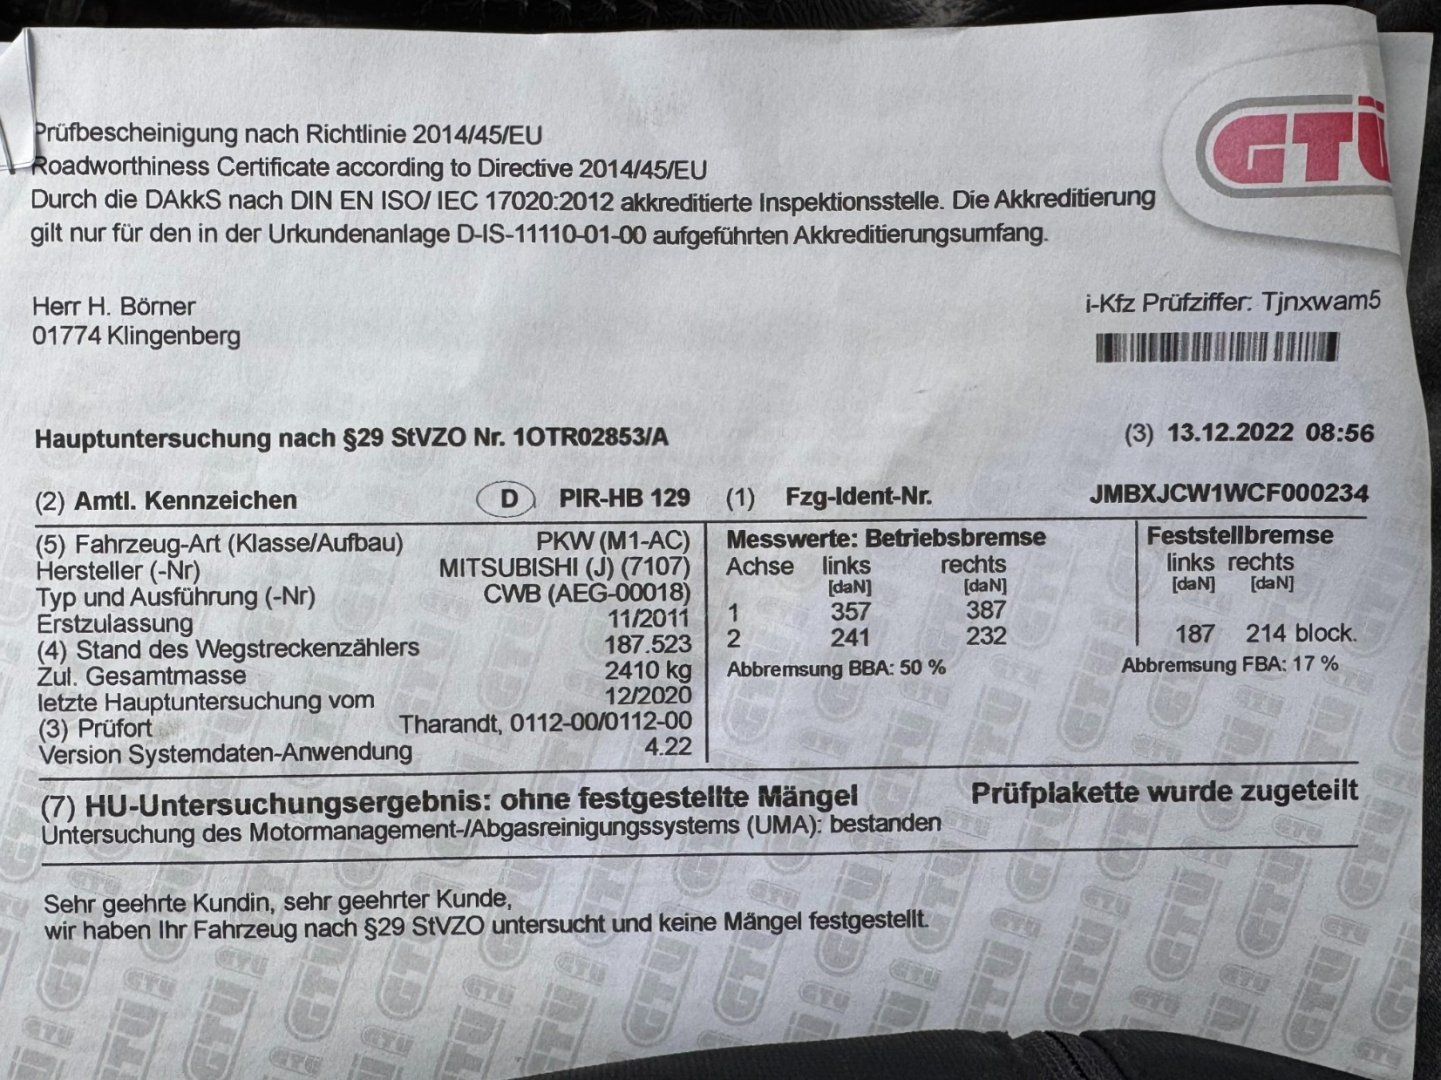 GTÜ
Prüfbescheinigung nach Richtlinie 2014/45/EU
Roadworthiness Certificate according to Directive 2014/45/EU
Durch die DAkkS nach DIN EN ISO/ IEC 17020:2012 akkreditierte Inspektionsstelle. Die Akkreditierung
gilt nur für den in der Urkundenanlage D-IS-11110-01-00 aufgeführten Akkreditierungsumfang.
Herr H. Börner
01774 Klingenberg
i-Kfz Prüfziffer: Tjnxwam5
Hauptuntersuchung nach §29 StVZO Nr. 1OTR02853/A (3) 13.12.2022 08:56
(2) Amtl. Kennzeichen D PIR-HB 129 (1) Fzg-Ident-Nr. JMBXJCW1WCF000234
(5) Fahrzeug-Art (Klasse/Aufbau) PKW (M1-AC)
Hersteller (-Nr) MITSUBISHI (J) (7107)
Typ und Ausführung (-Nr) CWB (AEG-00018)
Erstzulassung 11/2011
(4) Stand des Wegstreckenzählers 187.523
Zul. Gesamtmasse 2410 kg
letzte Hauptuntersuchung vom 12/2020
(3) Prüfort Tharandt, 0112-00/0112-00
Version Systemdaten-Anwendung 4.22
Messwerte: Betriebsbremse
Achse links rechts
[daN] [daN]
1 357 387
2 241 232
Abbremsung BBA: 50 %
Feststellbremse
links rechts
[daN] [daN]
187 214 block.
Abbremsung FBA: 17 %
(7) HU-Untersuchungsergebnis: ohne festgestellte Mängel Prüfplakette wurde zugeteilt
Untersuchung des Motormanagement-/Abgasreinigungssystems (UMA): bestanden
Sehr geehrte Kundin, sehr geehrter Kunde,
wir haben Ihr Fahrzeug nach §29 StVZO untersucht und keine Mängel festgestellt.